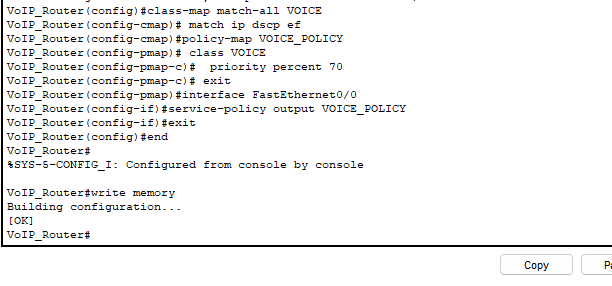 VoIP_Router(config)#class-map match-all VOICE
VoIP_Router(config-cmap)# match ip dscp ef
VoIP_Router(config-cmap)#policy-map VOICE_POLICY
VoIP_Router(config-pmap)# class VOICE
VoIP_Router(config-pmap-c)#  priority percent 70
VoIP_Router(config-pmap-c)# exit
VoIP_Router(config-pmap)#interface FastEthernet0/0
VoIP_Router(config-if)#service-policy output VOICE_POLICY
VoIP_Router(config-if)#exit
VoIP_Router(config)#end
VoIP_Router#
%SYS-5-CONFIG_I: Configured from console by console
VoIP_Router#write memory
Building configuration...
[OK]
VoIP_Router#
Copy